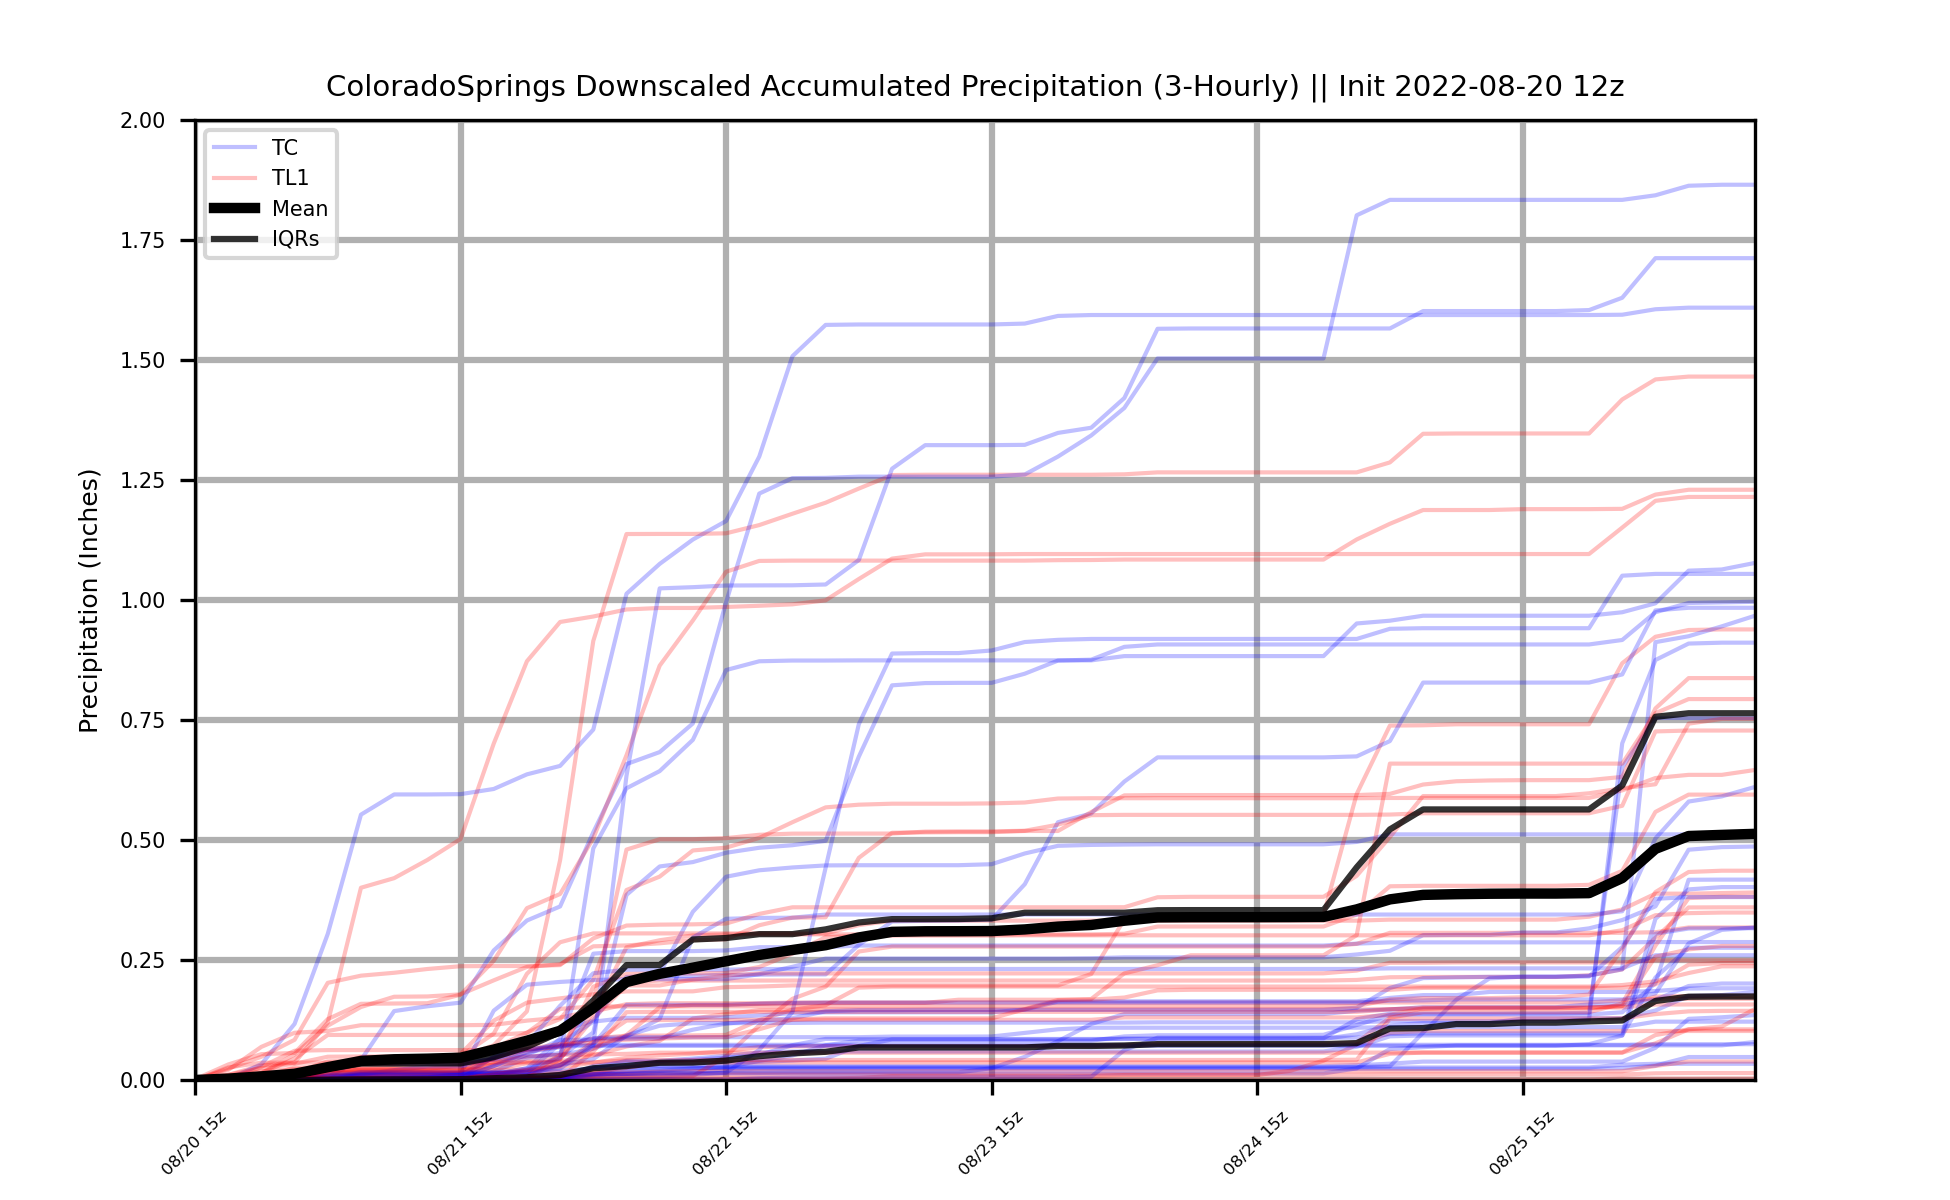 ColoradoSprings Downscaled Accumulated Precipitation (3-Hourly) || Init 2022-08-20 12z
TC
TL1
Mean
IQRs
Precipitation (Inches)
2.00
1.75
1.50
1.25
1.00
0.75
0.50
0.25
0.00
08/20 15z
08/21 15z
08/22 15z
08/23 15z
08/24 15z
08/25 15z